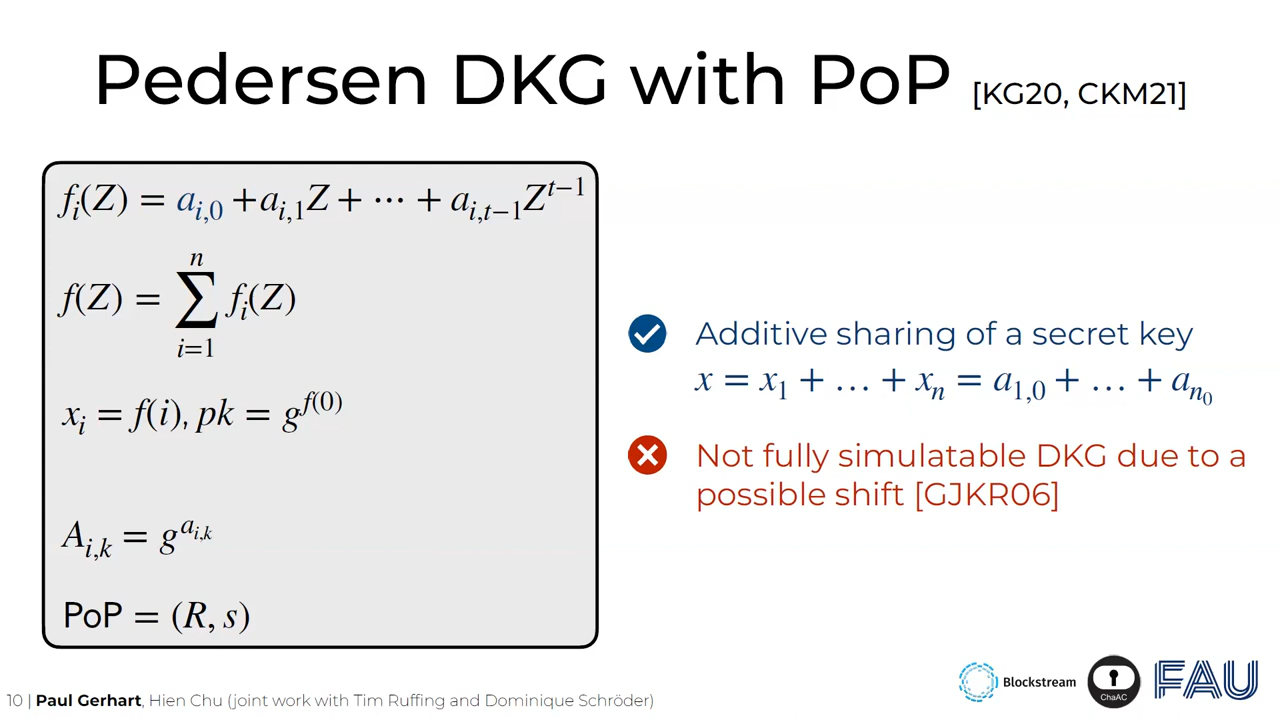 Pedersen DKG with PoP [KG20, CKM21]
f_i(Z) = a_{i,0} + a_{i,1}Z + ⋯ + a_{i,t−1}Z^{t−1}
f(Z) = ∑_{i=1}^{n} f_i(Z)
x_i = f(i), pk = g^{f(0)}
A_{i,k} = g^{a_{i,k}}
PoP = (R, s)
Additive sharing of a secret key
x = x_1 + … + x_n = a_{1,0} + … + a_{n_0}
Not fully simulatable DKG due to a
possible shift [GJKR06]
10 | Paul Gerhart, Hien Chu (joint work with Tim Ruffing and Dominique Schröder)
Blockstream
ChaAC
FAU